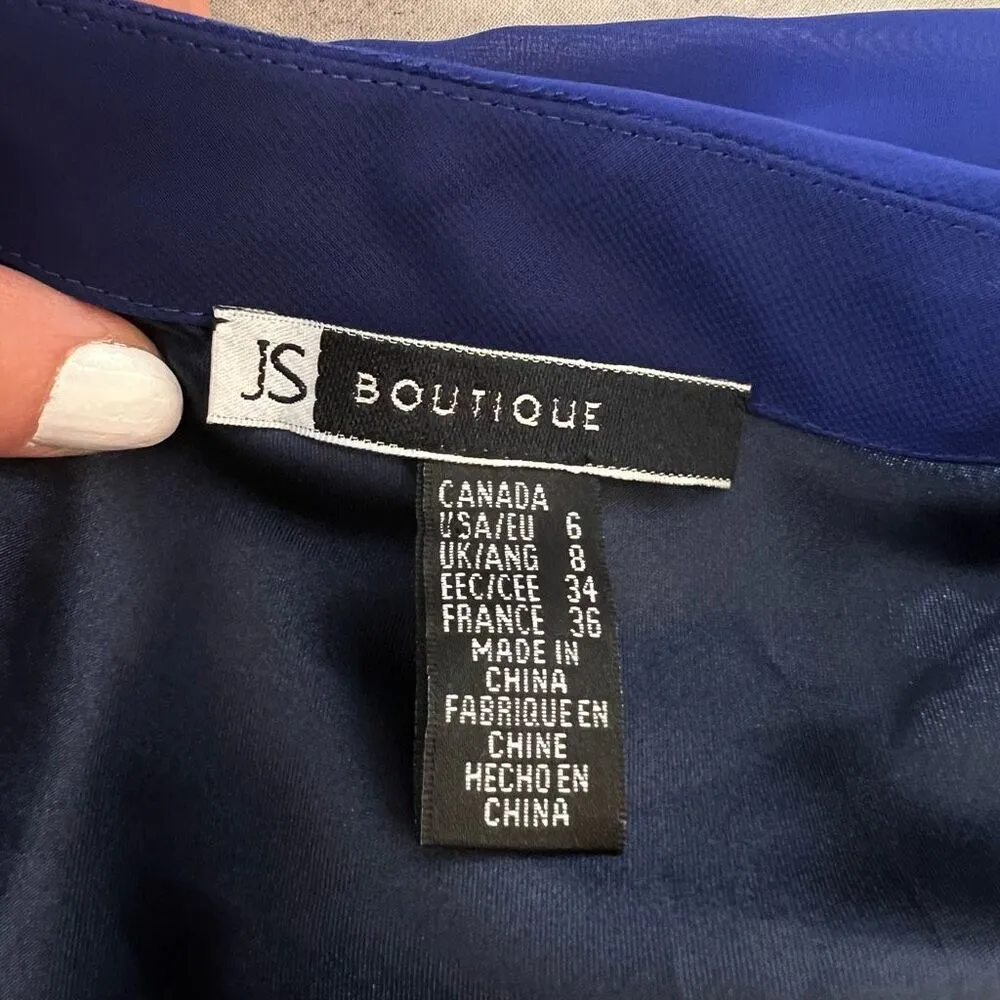 JS BOUTIQUE
CANADA
USA/EU 6
UK/ANG 8
EEC/CEE 34
FRANCE 36
MADE IN
CHINA
FABRIQUE EN
CHINE
HECHO EN
CHINA